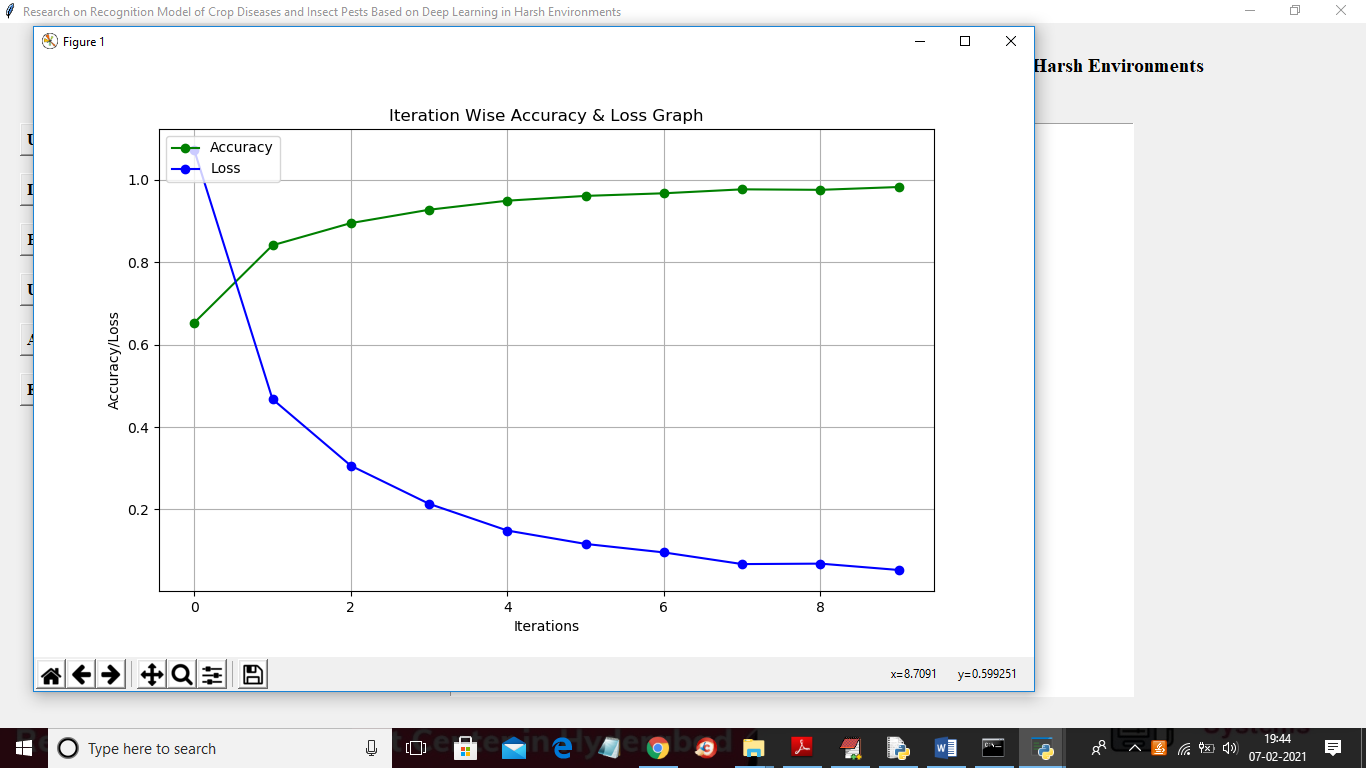 Research on Recognition Model of Crop Diseases and Insect Pests Based on Deep Learning in Harsh Environments
Figure 1
Harsh Environments
Iteration Wise Accuracy & Loss Graph
Accuracy
Loss
1.0
0.8
0.6
0.4
0.2
Accuracy/Loss
0 2 4 6 8
Iterations
x=8.7091 y=0.599251
Type here to search
19:44
07-02-2021